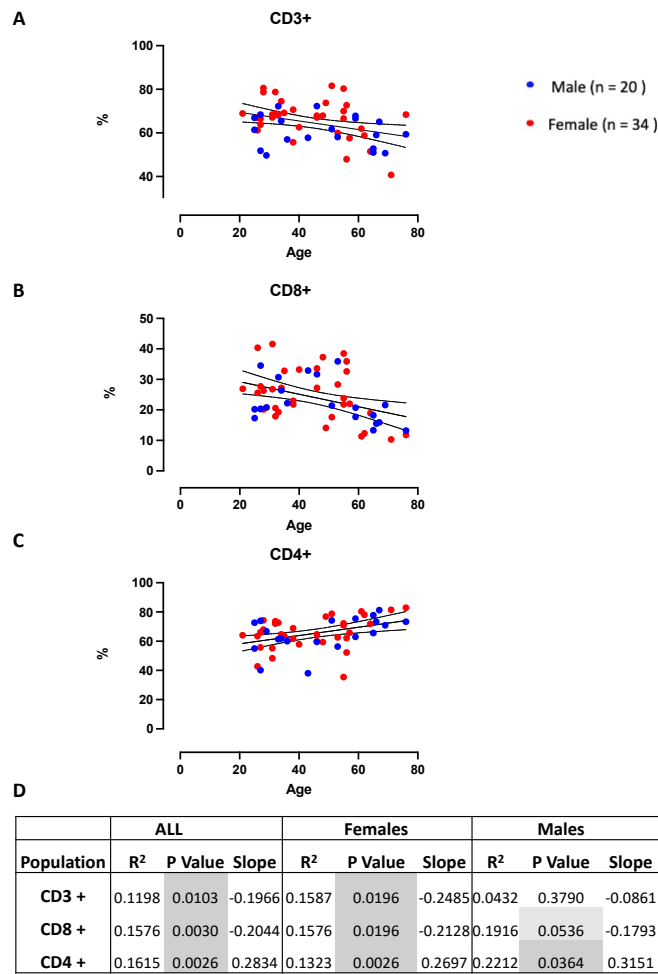 A
CD3+
100
80
60
40
%
0 20 40 60 80
Age
Male (n = 20 )
Female (n = 34 )
B
CD8+
50
40
30
20
10
0
%
0 20 40 60 80
Age
C
CD4+
100
80
60
40
20
0
%
0 20 40 60 80
Age
D
ALL Females Males
Population R² P Value Slope R² P Value Slope R² P Value Slope
CD3 + 0.1198 0.0103 -0.1966 0.1587 0.0196 -0.2485 0.0432 0.3790 -0.0861
CD8 + 0.1576 0.0030 -0.2044 0.1576 0.0196 -0.2128 0.1916 0.0536 -0.1793
CD4 + 0.1615 0.0026 0.2834 0.1323 0.0026 0.2697 0.2212 0.0364 0.3151